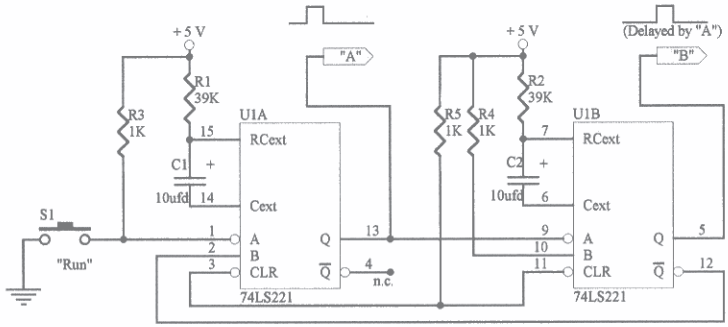 +5 V
"A"
+5 V
(Delayed by "A")
"B"
R1
39K
R3
1K
U1A
15
RCext
C1
+
10ufd
14
Cext
S1
"Run"
1
A
2
B
3
CLR
Q
13
Q
4
n.c.
74LS221
R5
1K
R4
1K
R2
39K
U1B
7
RCext
C2
+
10ufd
6
Cext
9
A
10
B
11
CLR
Q
5
Q
12
74LS221